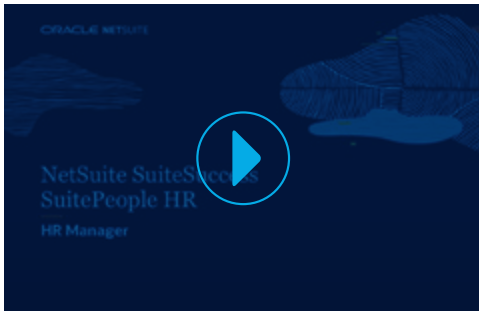 ORACLE NETSUITE
NetSuite SuiteSuccess
SuitePeople HR
HR Manager